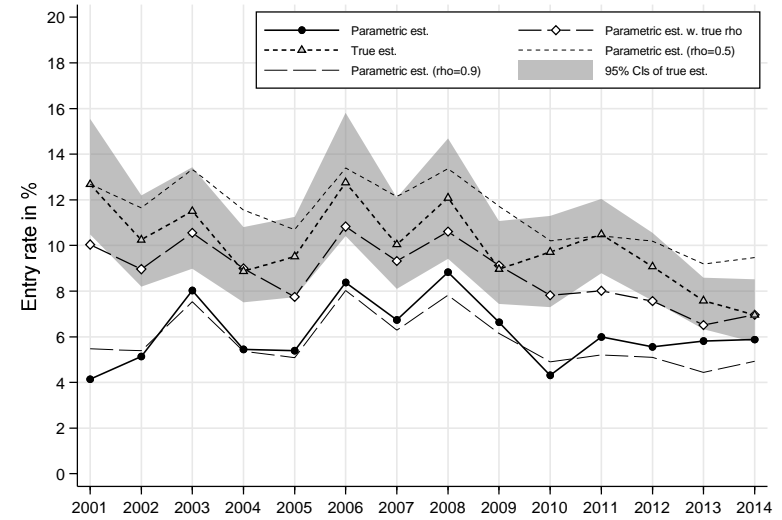 Parametric est.
Parametric est. w. true rho
True est.
Parametric est. (rho=0.5)
Parametric est. (rho=0.9)
95% CIs of true est.
Entry rate in %
20
18
16
14
12
10
8
6
4
2
0
2001 2002 2003 2004 2005 2006 2007 2008 2009 2010 2011 2012 2013 2014